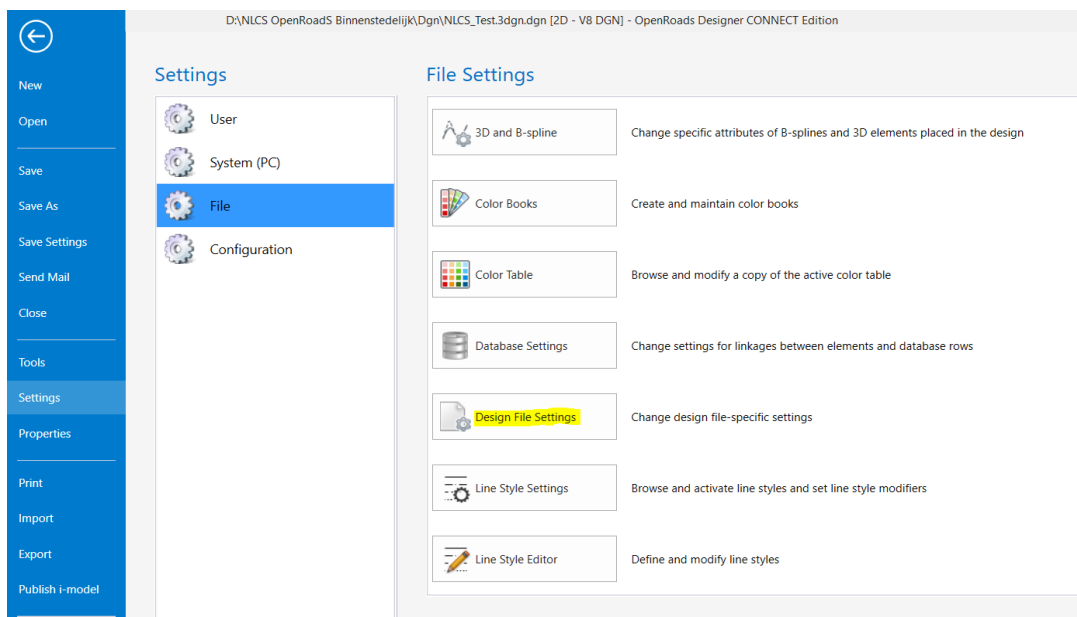 D:\NLCS OpenRoadS Binnenstedelijk\Dgn\NLCS_Test.3dgn.dgn [2D - V8 DGN] - OpenRoads Designer CONNECT Edition
New
Open
Save
Save As
Save Settings
Send Mail
Close
Tools
Settings
Properties
Print
Import
Export
Publish i-model
Settings
User
System (PC)
File
Configuration
File Settings
3D and B-spline Change specific attributes of B-splines and 3D elements placed in the design
Color Books Create and maintain color books
Color Table Browse and modify a copy of the active color table
Database Settings Change settings for linkages between elements and database rows
Design File Settings Change design file-specific settings
Line Style Settings Browse and activate line styles and set line style modifiers
Line Style Editor Define and modify line styles